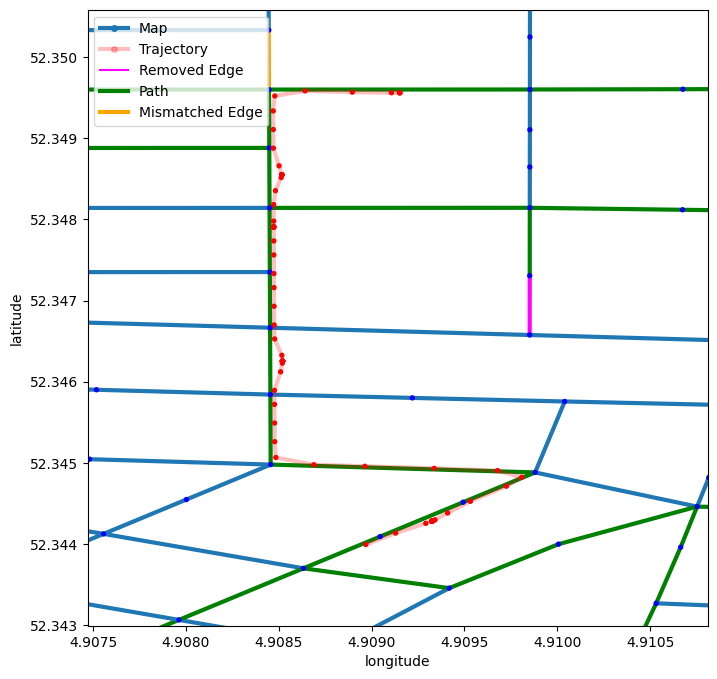 Map
Trajectory
Removed Edge
Path
Mismatched Edge
52.350
52.349
52.348
52.347
52.346
52.345
52.344
52.343
latitude
4.9075
4.9080
4.9085
4.9090
4.9095
4.9100
4.9105
longitude